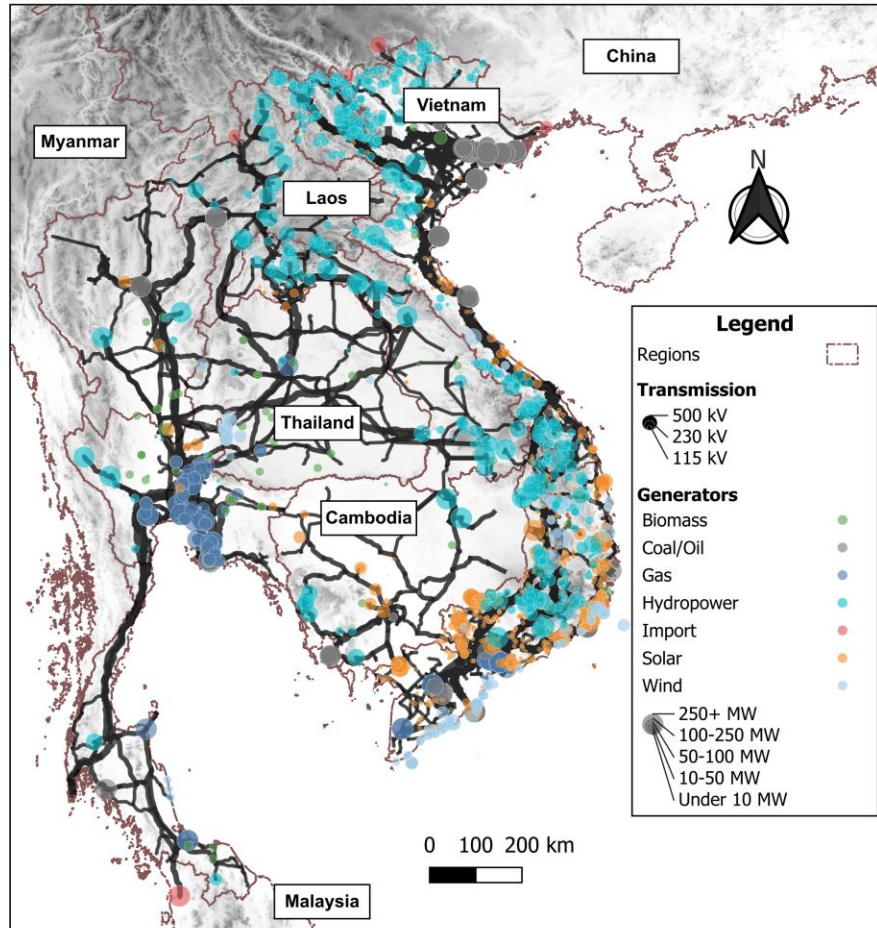 China
Vietnam
Myanmar
N
Laos
Legend
Regions
Transmission
500 kV
230 kV
115 kV
Thailand
Generators
Cambodia
Biomass
Coal/Oil
Gas
Hydropower
Import
Solar
Wind
250+ MW
100-250 MW
50-100 MW
10-50 MW
Under 10 MW
0 100 200 km
Malaysia